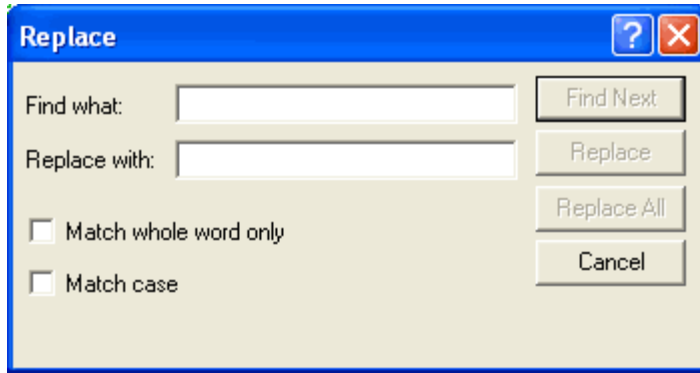 Replace
Find what:
Find Next
Replace with:
Replace
Replace All
Match whole word only
Cancel
Match case